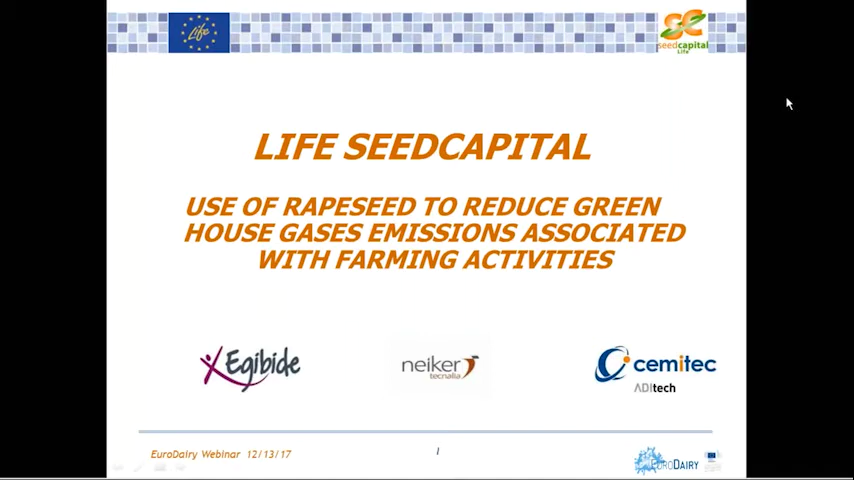 Life
seedcapital
Life
LIFE SEEDCAPITAL
USE OF RAPESEED TO REDUCE GREEN
HOUSE GASES EMISSIONS ASSOCIATED
WITH FARMING ACTIVITIES
Egibide
neiker
tecnalia
cemitec
ADItech
EuroDairy Webinar 12/13/17
1
EURODAIRY